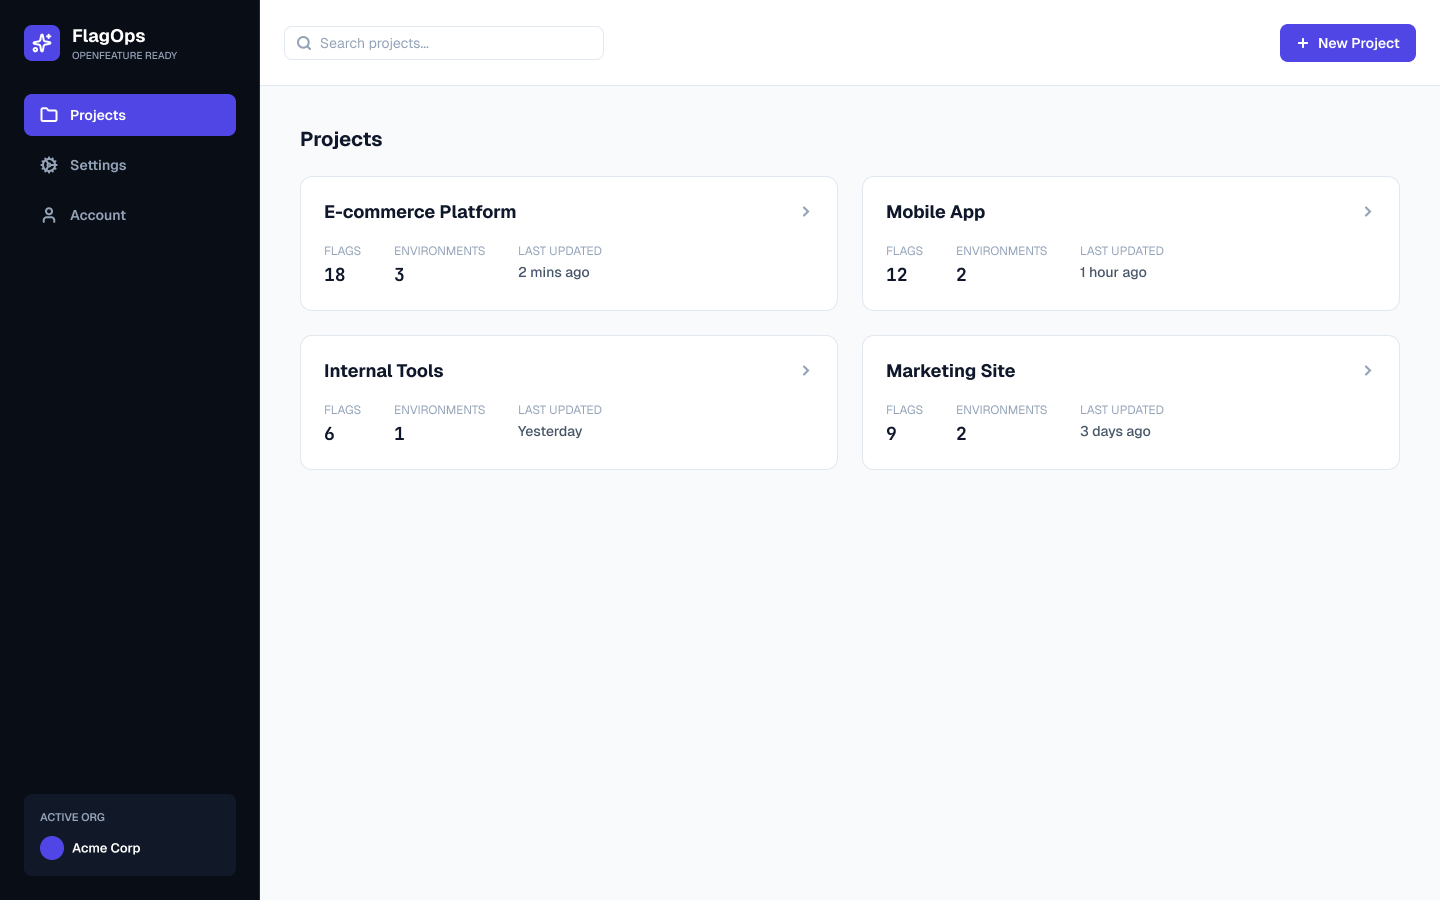 FlagOps
OPENFEATURE READY
Projects
Settings
Account
ACTIVE ORG
Acme Corp
Search projects...
New Project
Projects
E-commerce Platform
FLAGS ENVIRONMENTS LAST UPDATED
18 3 2 mins ago
Mobile App
FLAGS ENVIRONMENTS LAST UPDATED
12 2 1 hour ago
Internal Tools
FLAGS ENVIRONMENTS LAST UPDATED
6 1 Yesterday
Marketing Site
FLAGS ENVIRONMENTS LAST UPDATED
9 2 3 days ago